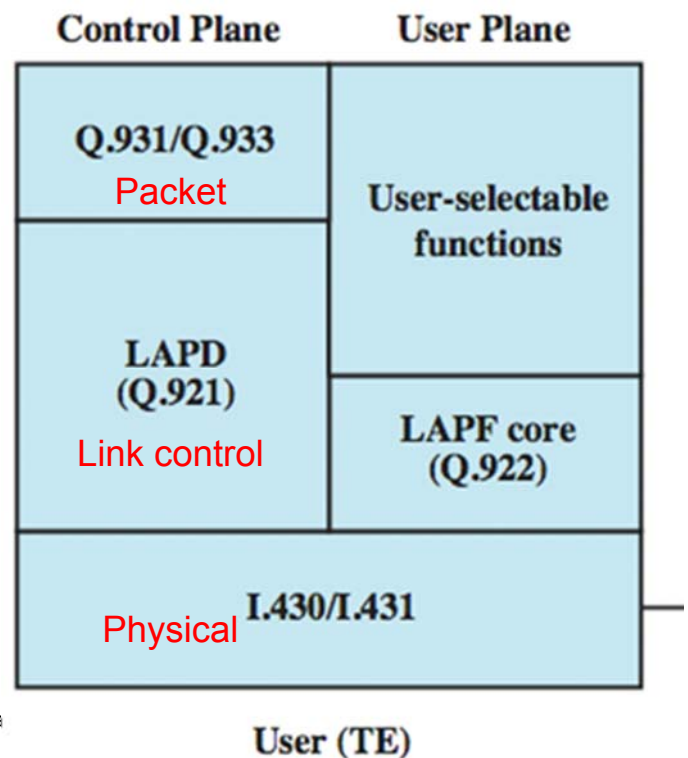 Control Plane
User Plane
Q.931/Q.933
Packet
User-selectable
functions
LAPD
(Q.921)
Link control
LAPF core
(Q.922)
I.430/I.431
Physical
User (TE)